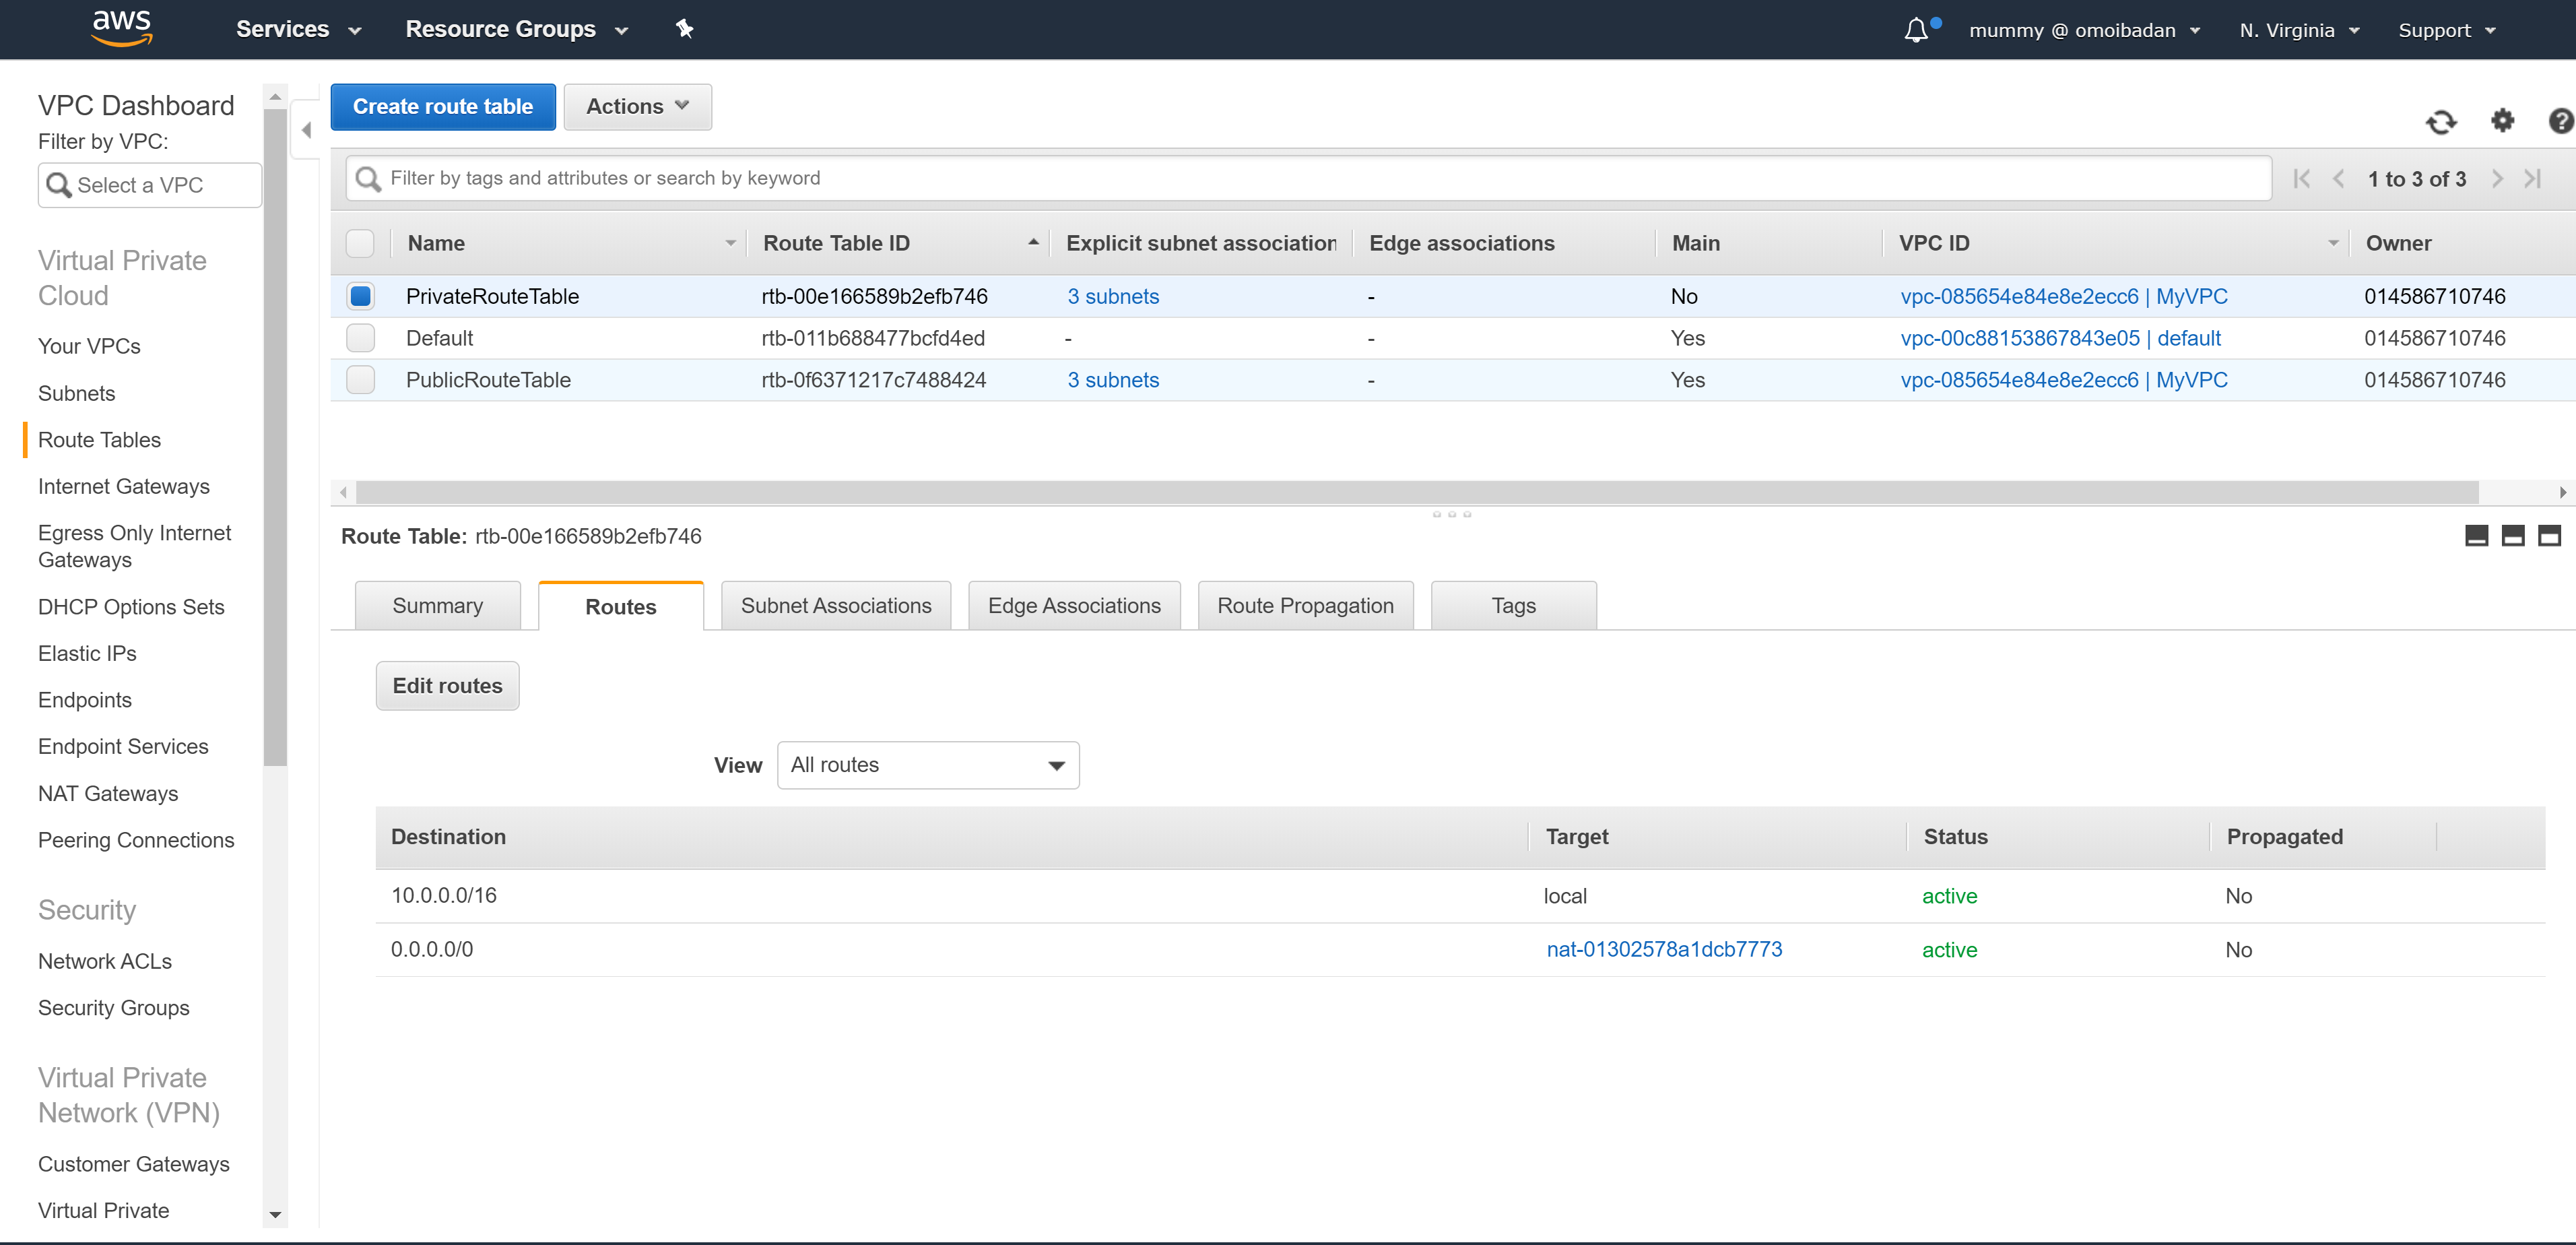 aws Services Resource Groups mummy @ omoibadan N. Virginia Support
VPC Dashboard
Filter by VPC:
Select a VPC
Virtual Private
Cloud
Your VPCs
Subnets
Route Tables
Internet Gateways
Egress Only Internet
Gateways
DHCP Options Sets
Elastic IPs
Endpoints
Endpoint Services
NAT Gateways
Peering Connections
Security
Network ACLs
Security Groups
Virtual Private
Network (VPN)
Customer Gateways
Virtual Private
Create route table Actions
Filter by tags and attributes or search by keyword 1 to 3 of 3
Name Route Table ID Explicit subnet association Edge associations Main VPC ID Owner
PrivateRouteTable rtb-00e166589b2efb746 3 subnets - No vpc-085654e84e8e2ecc6 | MyVPC 014586710746
Default rtb-011b688477bcfd4ed - - Yes vpc-00c88153867843e05 | default 014586710746
PublicRouteTable rtb-0f6371217c7488424 3 subnets - Yes vpc-085654e84e8e2ecc6 | MyVPC 014586710746
Route Table: rtb-00e166589b2efb746
Summary Routes Subnet Associations Edge Associations Route Propagation Tags
Edit routes
View All routes
Destination Target Status Propagated
10.0.0.0/16 local active No
0.0.0.0/0 nat-01302578a1dcb7773 active No